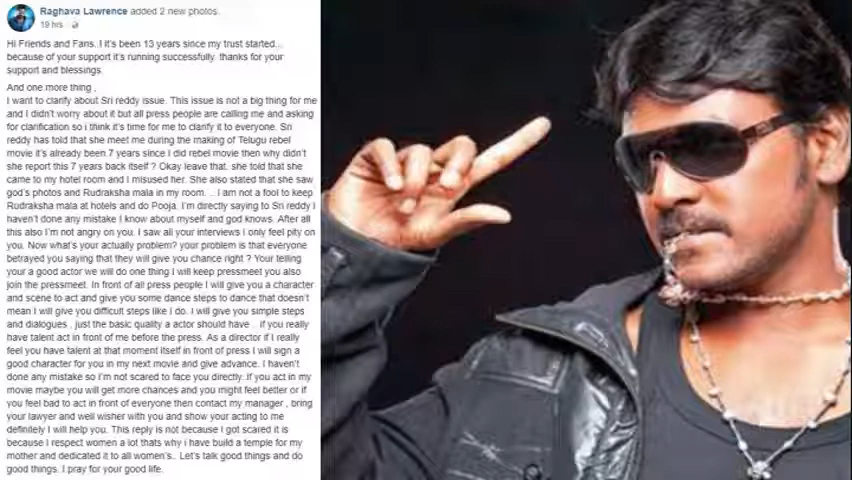 Raghava Lawrence added 2 new photos.
19 hrs ·
Hi Friends and Fans..! It's been 13 years since my trust started...
because of your support it's running successfully. thanks for your
support and blessings.
And one more thing ,
I want to clarify about Sri reddy issue. This issue is not a big thing for me
and I didn't worry about it but all press people are calling me and asking
for clarification so i think it's time for me to clarify it to everyone. Sri
reddy has told that she meet me during the making of Telugu rebel
movie it's already been 7 years since I did rebel movie then why didn't
she report this 7 years back itself ? Okay leave that. she told that she
came to my hotel room and I misused her. She also stated that she saw
god's photos and Rudraksha mala in my room. .. I am not a fool to keep
Rudraksha mala at hotels and do Pooja. I'm directly saying to Sri reddy I
haven't done any mistake I know about myself and god knows. After all
this also I'm not angry on you. I saw all your interviews I only feel pity on
you. Now what's your actually problem? your problem is that everyone
betrayed you saying that they will give you chance right ? Your telling
your a good actor we will do one thing I will keep pressmeet you also
join the pressmeet. In front of all press people I will give you a character
and scene to act and give you some dance steps to dance that doesn't
mean I will give you difficult steps like I do. I will give you simple steps
and dialogues , just the basic quality a actor should have . if you really
have talent act in front of me before the press. As a director if I really
feel you have talent at that moment itself in front of press I will sign a
good character for you in my next movie and give advance. I haven't
done any mistake so I'm not scared to face you directly. If you act in my
movie maybe you will get more chances and you might feel better or if
you feel bad to act in front of everyone then contact my manager , bring
your lawyer and well wisher with you and show your acting to me
definitely I will help you. This reply is not because I got scared it is
because I respect women a lot thats why i have build a temple for my
mother and dedicated it to all women's.. Let's talk good things and do
good things. I pray for your good life.